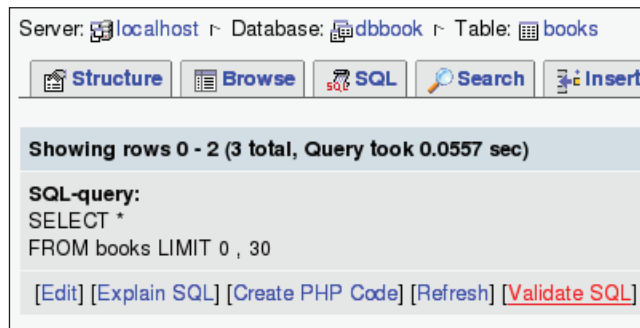 Server: localhost Database: dbbook Table: books
Structure Browse SQL Search Insert
Showing rows 0 - 2 (3 total, Query took 0.0557 sec)
SQL-query:
SELECT *
FROM books LIMIT 0 , 30
[Edit] [Explain SQL] [Create PHP Code] [Refresh] [Validate SQL]